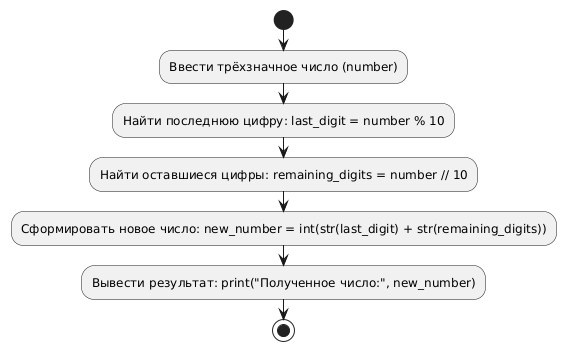 Ввести трёхзначное число (number)
Найти последнюю цифру: last_digit = number % 10
Найти оставшиеся цифры: remaining_digits = number // 10
Сформировать новое число: new_number = int(str(last_digit) + str(remaining_digits))
Вывести результат: print("Полученное число:", new_number)